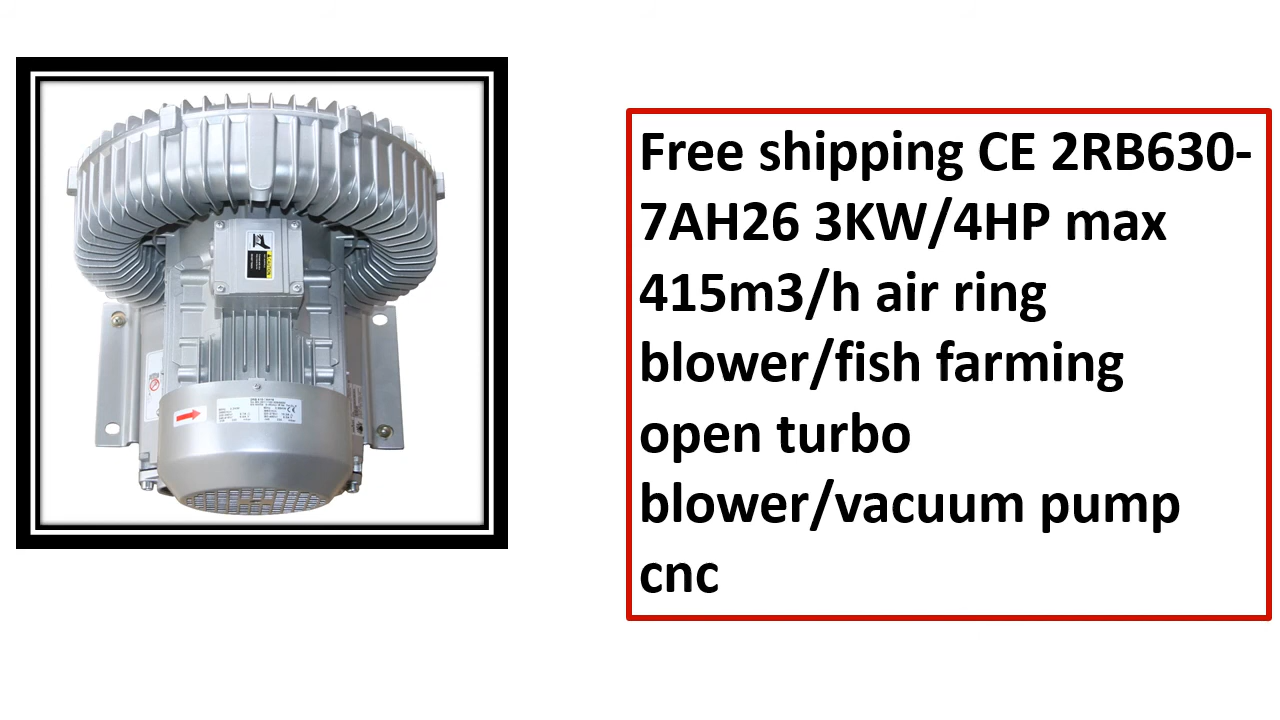 Free shipping CE 2RB630-
7AH26 3KW/4HP max
415m3/h air ring
blower/fish farming
open turbo
blower/vacuum pump
cnc